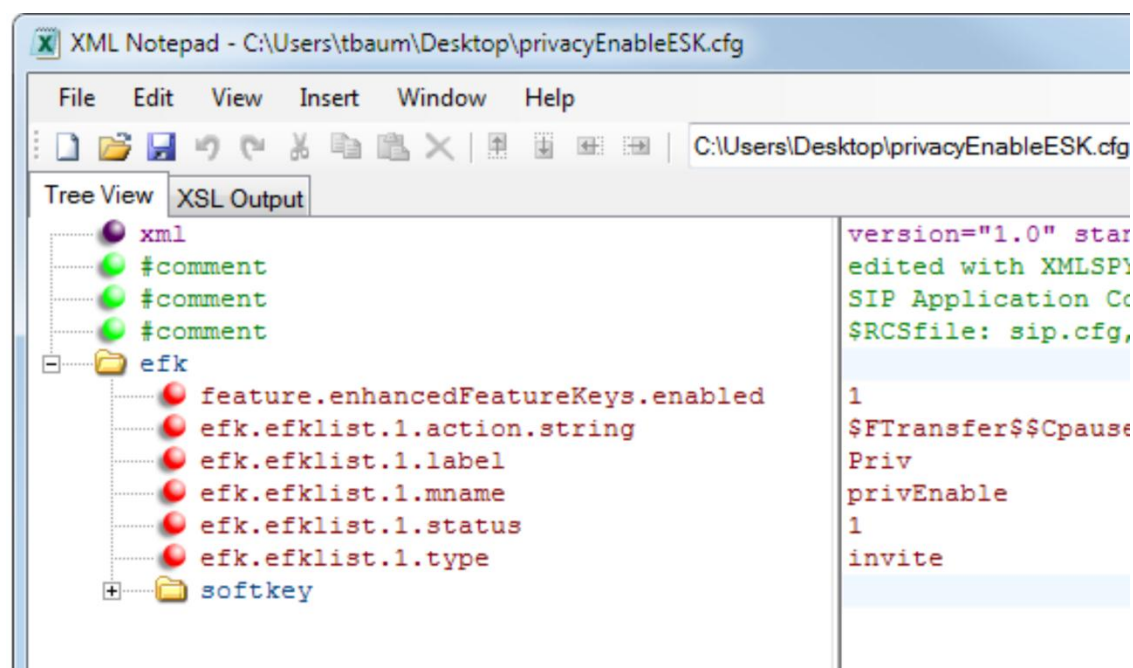 XML Notepad - C:\Users\tbaum\Desktop\privacyEnableESK.cfg
File Edit View Insert Window Help
C:\Users\Desktop\privacyEnableESK.cfg
Tree View XSL Output
xml version="1.0" star
#comment edited with XMLSPY
#comment SIP Application Co
#comment $RCSfile: sip.cfg,
efk
feature.enhancedFeatureKeys.enabled 1
efk.efklist.1.action.string $FTransfer$$Cpause
efk.efklist.1.label Priv
efk.efklist.1.mname privEnable
efk.efklist.1.status 1
efk.efklist.1.type invite
softkey